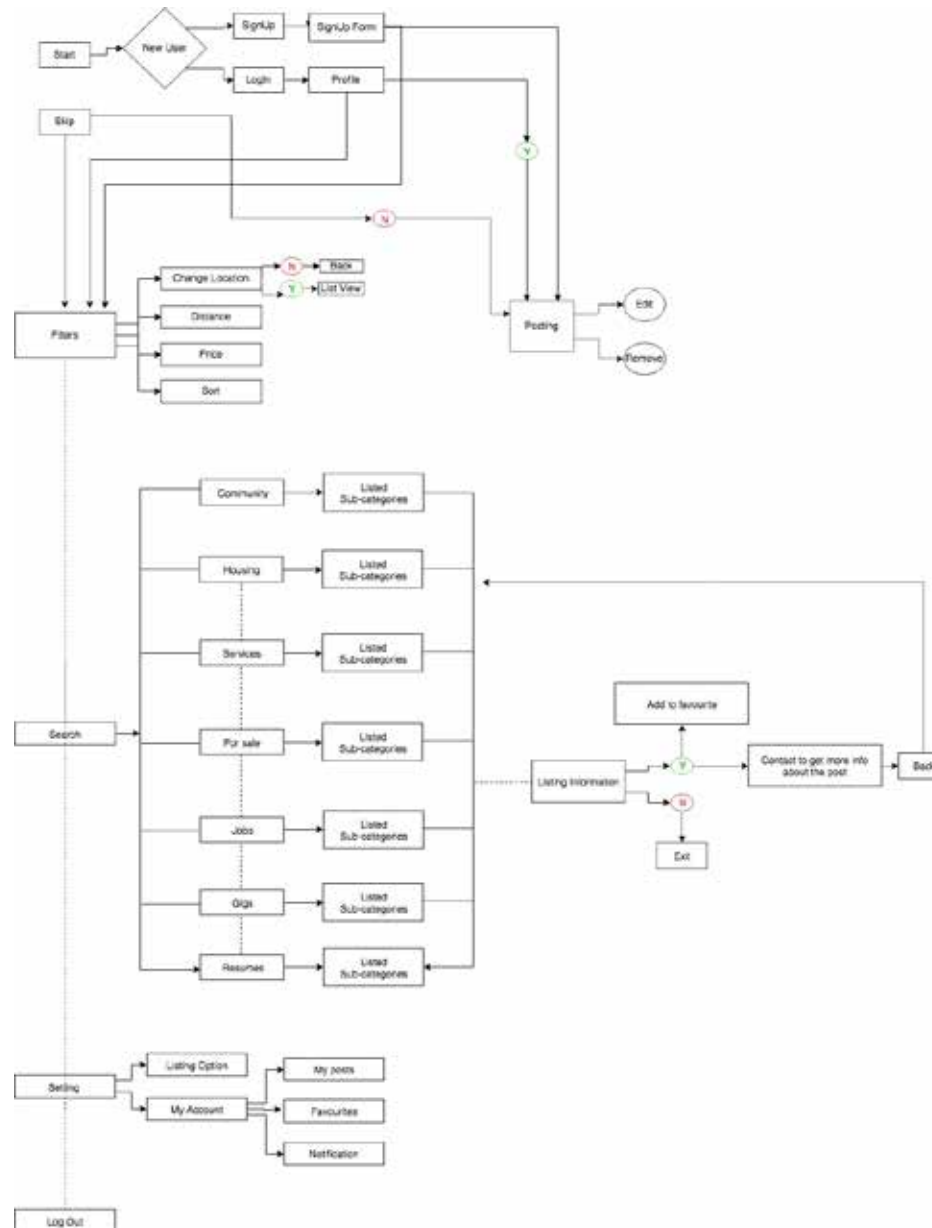 SignUp
SignUp Form
New User
Start
LogIn
Profile
Skip
Y
N
Change Location
N
Back
Y
List View
Filters
Distance
Price
Sort
Posting
Edit
Remove
Community
Listed
Sub-categories
Housing
Listed
Sub-categories
Services
Listed
Sub-categories
Search
For sale
Listed
Sub-categories
Jobs
Listed
Sub-categories
Gigs
Listed
Sub-categories
Resumes
Listed
Sub-categories
Add to favourite
Listing Information
Y
Contact to get more info
about the post
Back
N
Exit
Setting
Listing Option
My Account
My posts
Favourites
Notification
Log Out